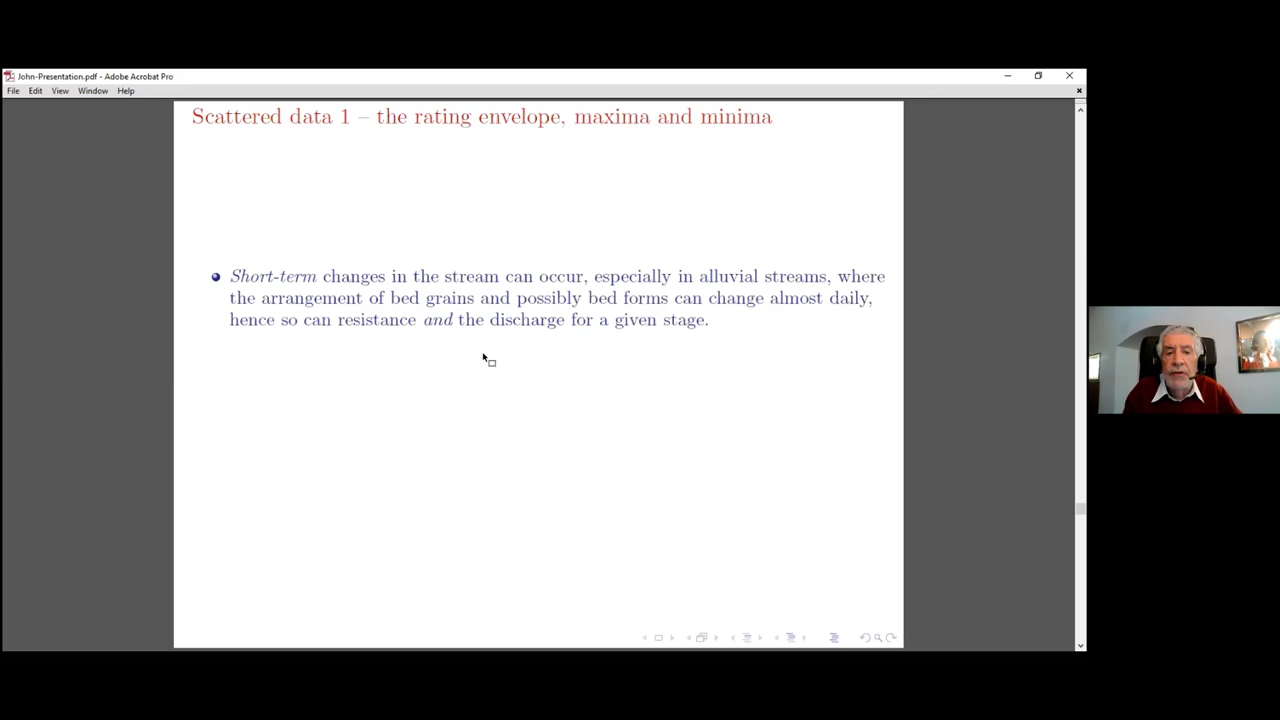 John-Presentation.pdf - Adobe Acrobat Pro
File Edit View Window Help
Scattered data 1 – the rating envelope, maxima and minima
Short-term changes in the stream can occur, especially in alluvial streams, where
the arrangement of bed grains and possibly bed forms can change almost daily,
hence so can resistance and the discharge for a given stage.